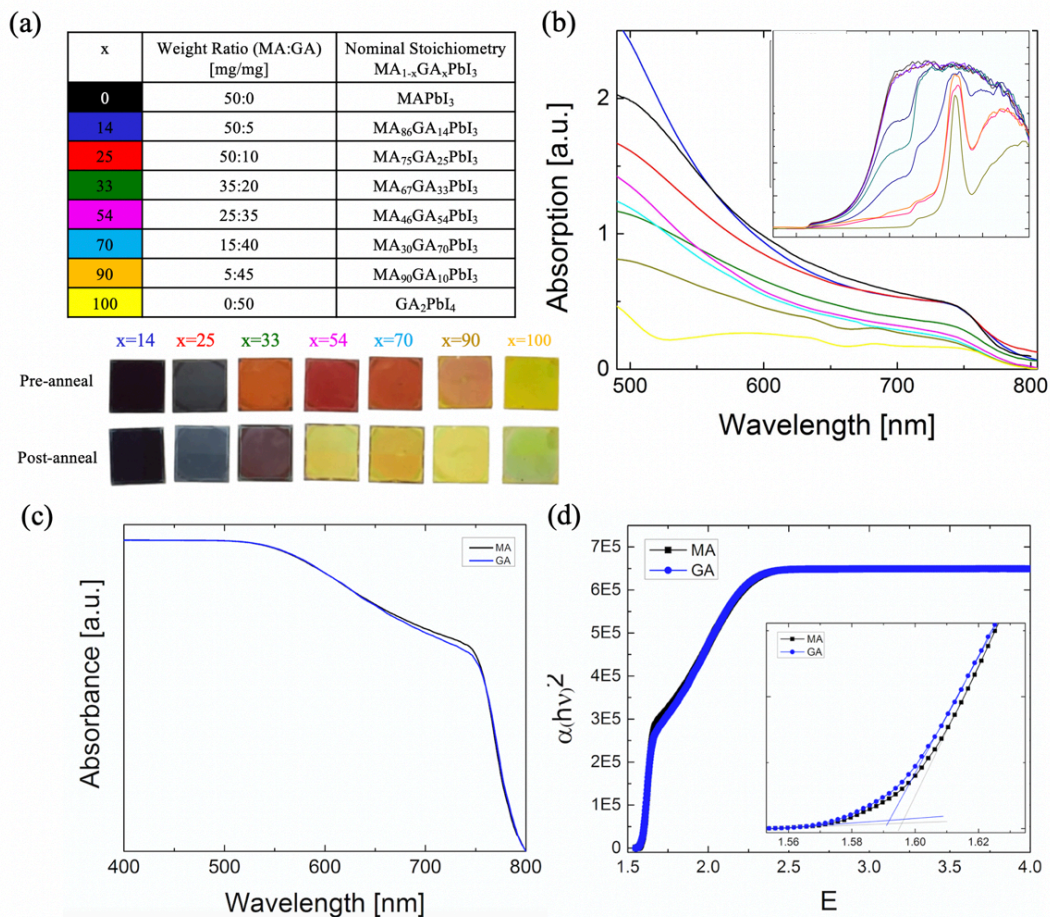 (a)
x Weight Ratio (MA:GA) [mg/mg] Nominal Stoichiometry MA₁₋ₓGAₓPbI₃
0 50:0 MAPbI₃
14 50:5 MA₈₆GA₁₄PbI₃
25 50:10 MA₇₅GA₂₅PbI₃
33 35:20 MA₆₇GA₃₃PbI₃
54 25:35 MA₄₆GA₅₄PbI₃
70 15:40 MA₃₀GA₇₀PbI₃
90 5:45 MA₉₀GA₁₀PbI₃
100 0:50 GA₂PbI₄
x=14 x=25 x=33 x=54 x=70 x=90 x=100
Pre-anneal
Post-anneal
(b)
Absorption [a.u.]
2
1
0
500 600 700 800
Wavelength [nm]
(c)
Absorbance [a.u.]
MA
GA
400 500 600 700 800
Wavelength [nm]
(d)
α(hν)2
7E5
6E5
5E5
4E5
3E5
2E5
1E5
0
MA
GA
MA
GA
1.56 1.58 1.60 1.62
1.5 2.0 2.5 3.0 3.5 4.0
E